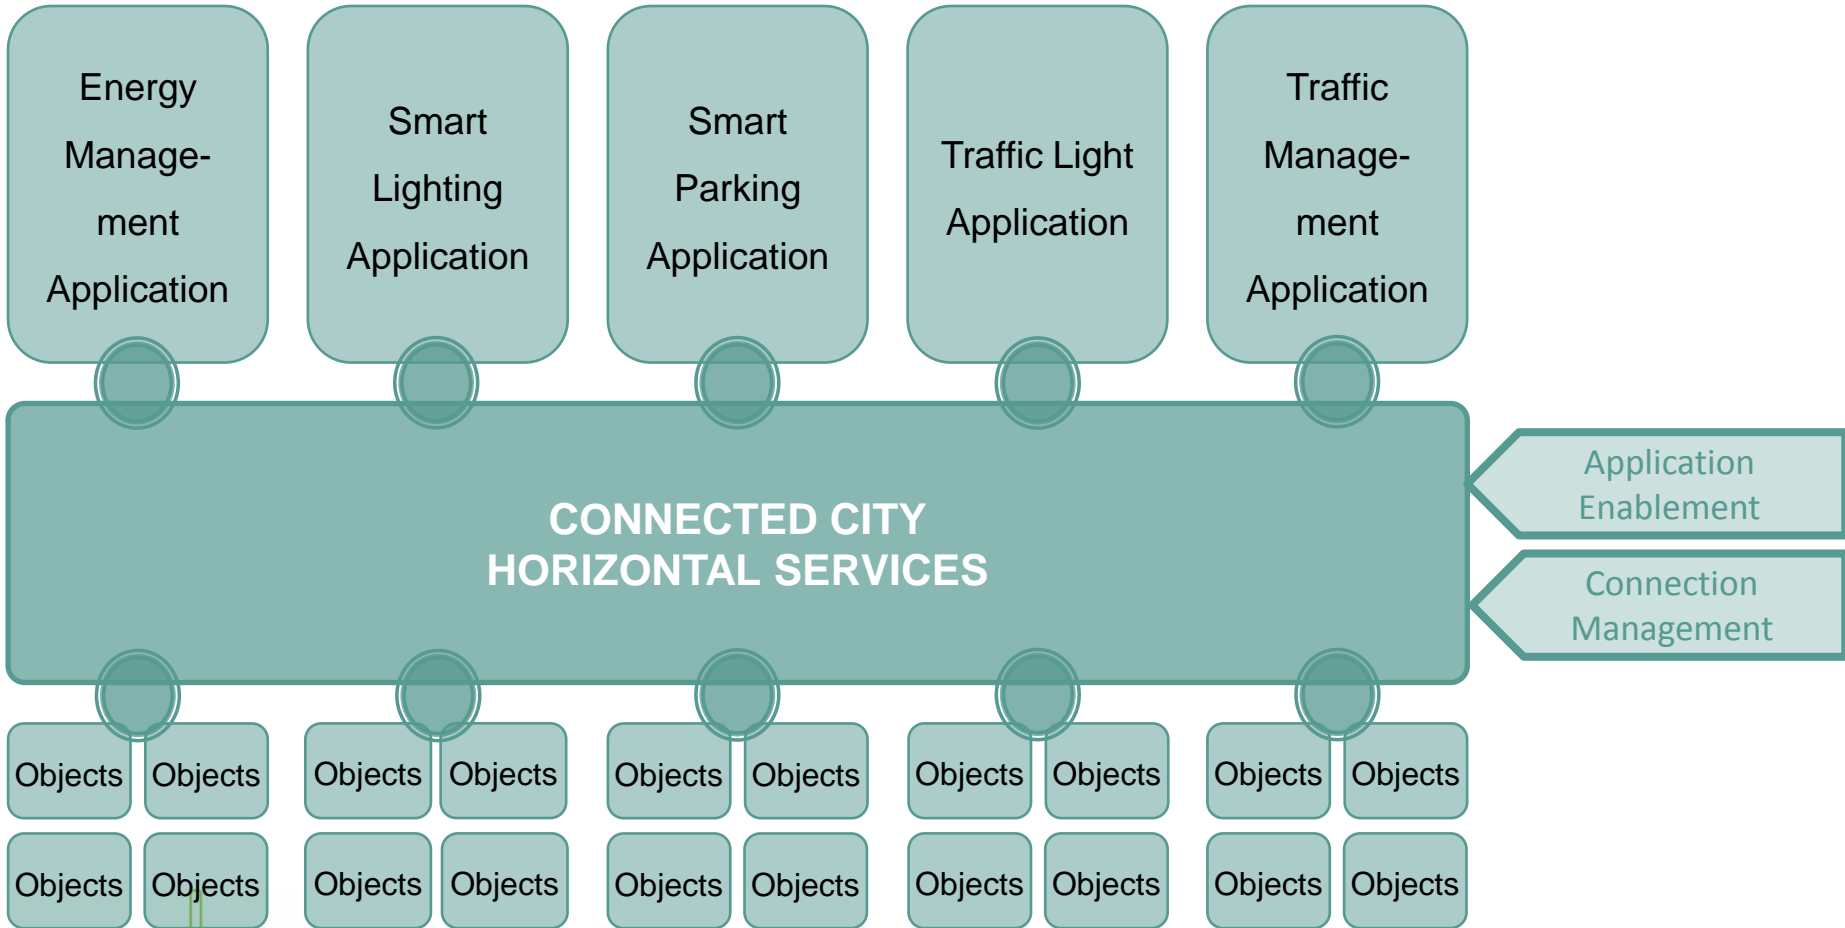 Energy
Manage-
ment
Application
Smart
Lighting
Application
Smart
Parking
Application
Traffic Light
Application
Traffic
Manage-
ment
Application
CONNECTED CITY
HORIZONTAL SERVICES
Application
Enablement
Connection
Management
Objects Objects Objects Objects Objects Objects Objects Objects Objects Objects
Objects Objects Objects Objects Objects Objects Objects Objects Objects Objects